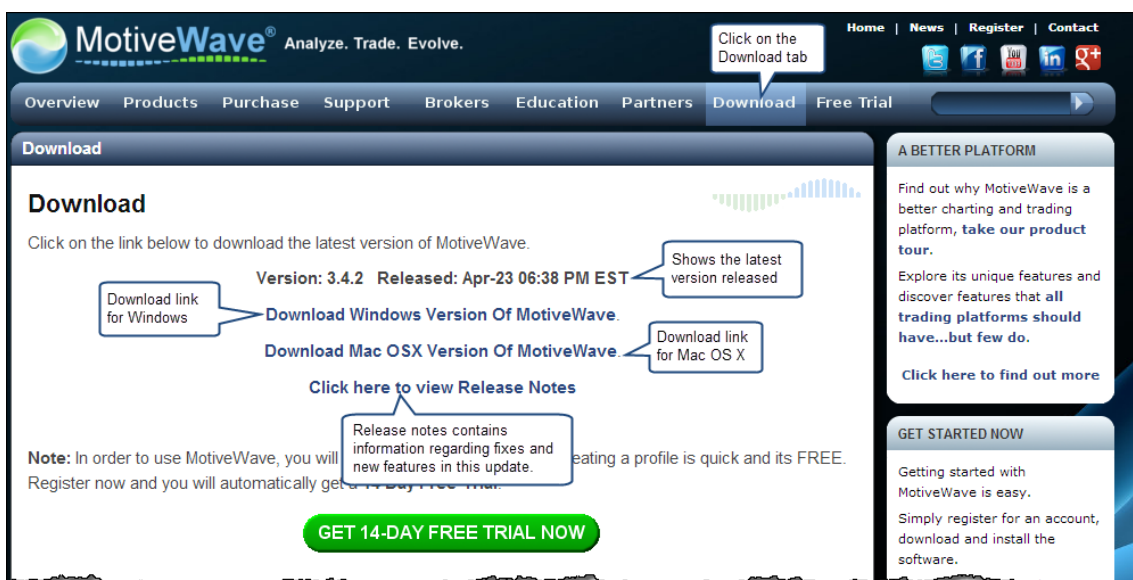 MotiveWave® Analyze. Trade. Evolve.
Click on the
Download tab
Home | News | Register | Contact
You
in
g+
Overview Products Purchase Support Brokers Education Partners Download Free Trial
Download
Download
Click on the link below to download the latest version of MotiveWave.
Version: 3.4.2 Released: Apr-23 06:38 PM EST
Shows the latest
version released
Download link
for Windows
Download Windows Version Of MotiveWave.
Download Mac OSX Version Of MotiveWave.
Download link
for Mac OS X
Click here to view Release Notes
Release notes contains
information regarding fixes and
new features in this update.
Note: In order to use MotiveWave, you will eating a profile is quick and its FREE.
Register now and you will automatically get a 14 Day Free Trial.
GET 14-DAY FREE TRIAL NOW
A BETTER PLATFORM
Find out why MotiveWave is a
better charting and trading
platform, take our product
tour.
Explore its unique features and
discover features that all
trading platforms should
have...but few do.
Click here to find out more
GET STARTED NOW
Getting started with
MotiveWave is easy.
Simply register for an account,
download and install the
software.